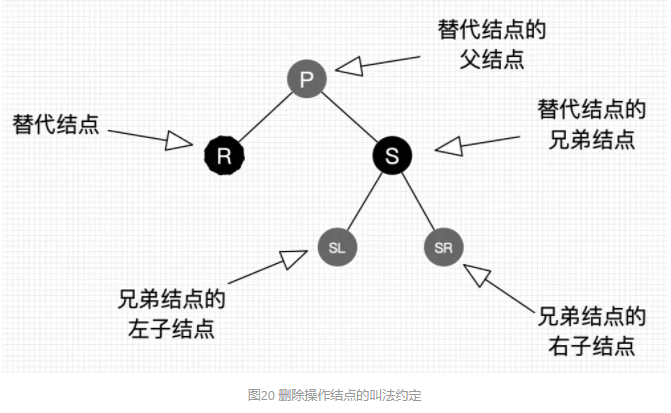 替代结点的
父结点
P
替代结点
替代结点的
兄弟结点
R
S
SL
SR
兄弟结点的
左子结点
兄弟结点的
右子结点
图20 删除操作结点的叫法约定